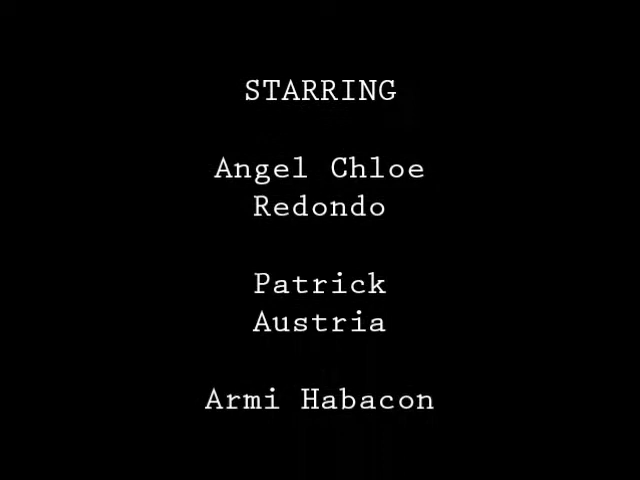 STARRING
Angel Chloe
Redondo
Patrick
Austria
Armi Habacon